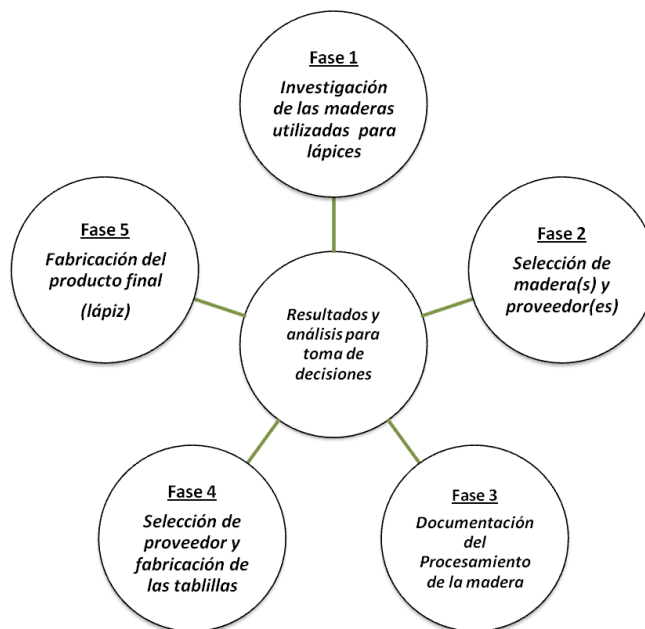 Fase 1
Investigación
de las maderas
utilizadas para
lápices
Fase 2
Selección de
madera(s) y
proveedor(es)
Fase 3
Documentación
del
Procesamiento
de la madera
Fase 4
Selección de
proveedor y
fabricación de
las tablillas
Fase 5
Fabricación del
producto final
(lápiz)
Resultados y
análisis para
toma de
decisiones